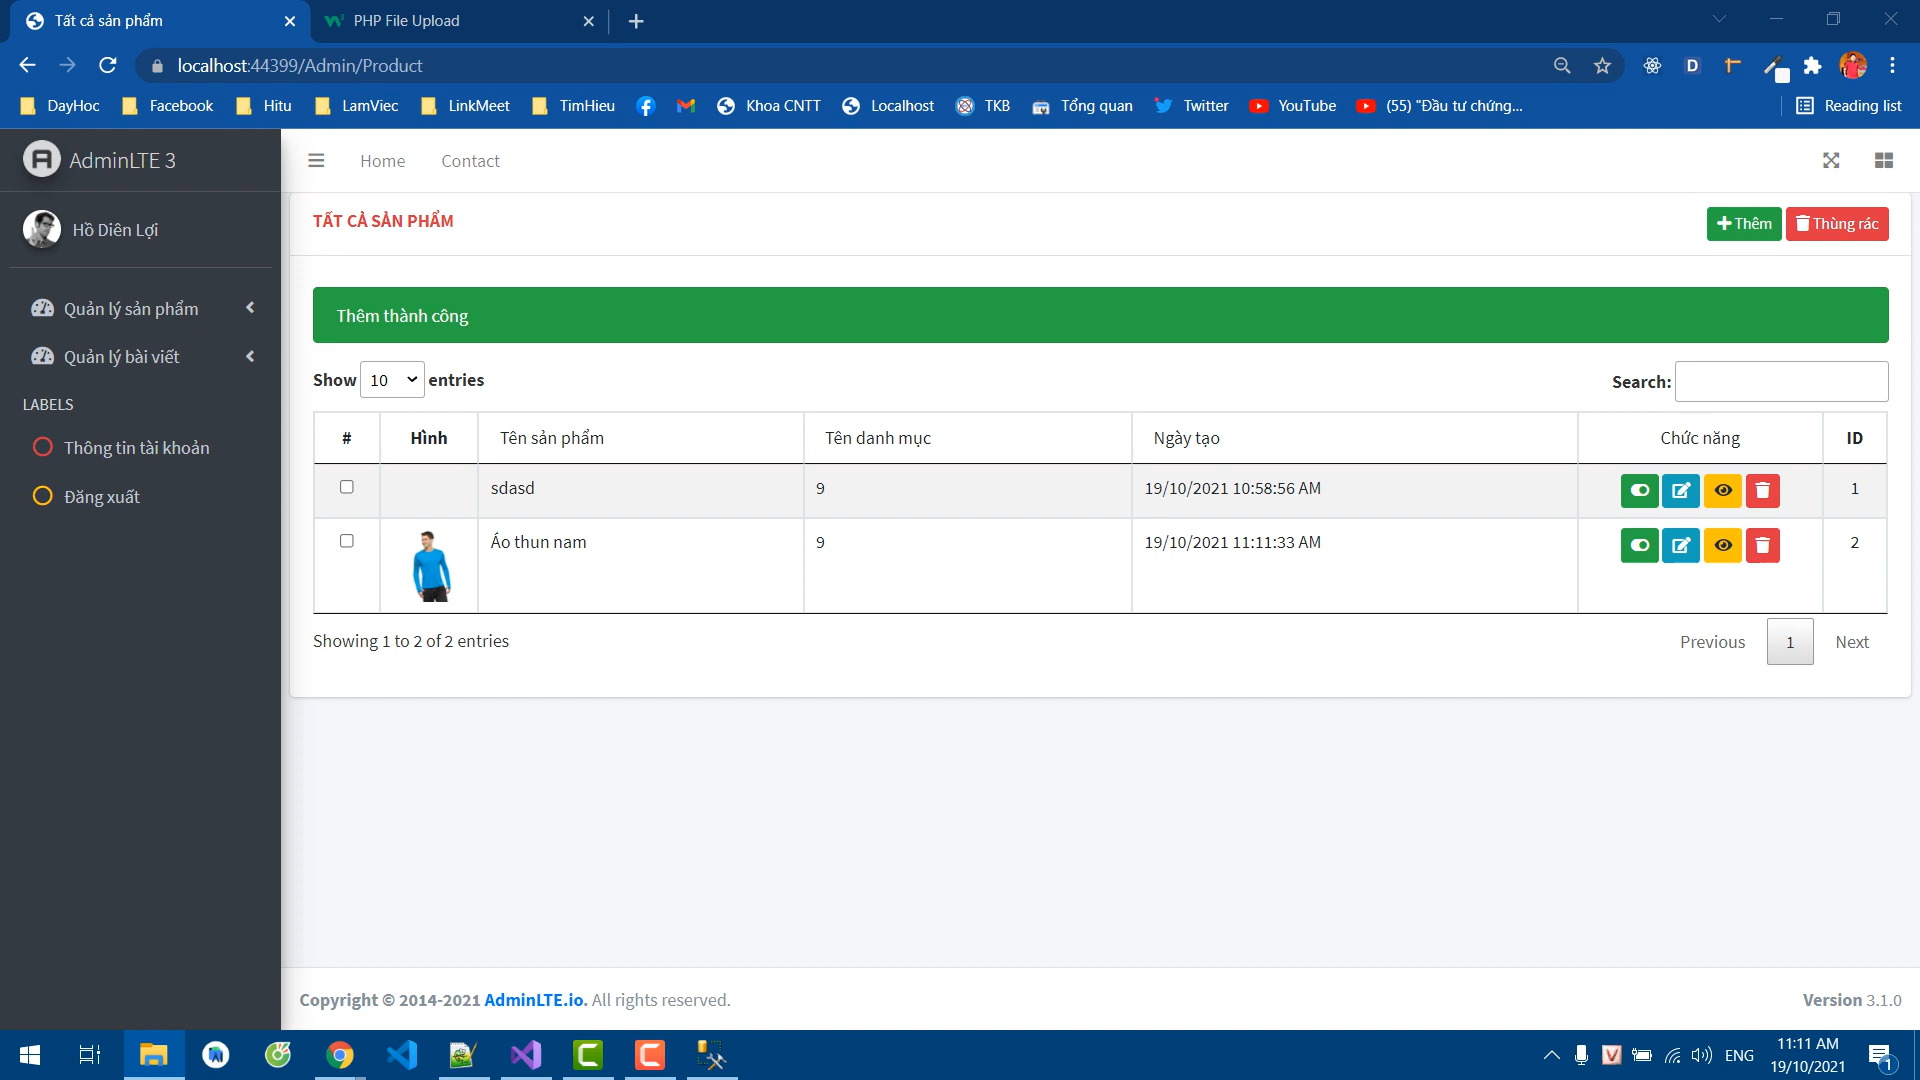 Tất cả sản phẩm
PHP File Upload
localhost:44399/Admin/Product
DayHoc Facebook Hitu LamViec LinkMeet TimHieu Khoa CNTT Localhost TKB Tổng quan Twitter YouTube (55) "Đầu tư chứng... Reading list
AdminLTE 3
Home Contact
Hồ Diên Lợi
TẤT CẢ SẢN PHẨM
Thêm Thùng rác
Quản lý sản phẩm
Quản lý bài viết
LABELS
Thông tin tài khoản
Đăng xuất
Thêm thành công
Show 10 entries
Search:
# Hình Tên sản phẩm Tên danh mục Ngày tạo Chức năng ID
sdasd 9 19/10/2021 10:58:56 AM 1
Áo thun nam 9 19/10/2021 11:11:33 AM 2
Showing 1 to 2 of 2 entries
Previous 1 Next
Copyright © 2014-2021 AdminLTE.io. All rights reserved.
Version 3.1.0
ENG
11:11 AM
19/10/2021
1